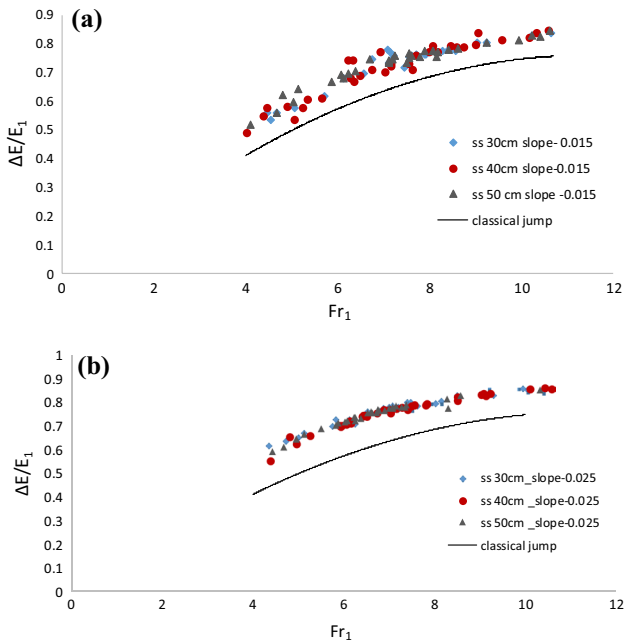 (a)
0.9
0.8
0.7
0.6
0.5
0.4
0.3
0.2
0.1
0
ΔE/E₁
0 2 4 6 8 10 12
Fr₁
ss 30cm slope- 0.015
ss 40cm slope-0.015
ss 50 cm slope -0.015
classical jump
(b)
1
0.9
0.8
0.7
0.6
0.5
0.4
0.3
0.2
0.1
0
ΔE/E₁
0 2 4 6 8 10 12
Fr₁
ss 30cm_slope-0.025
ss 40cm _slope-0.025
ss 50cm _slope-0.025
classical jump